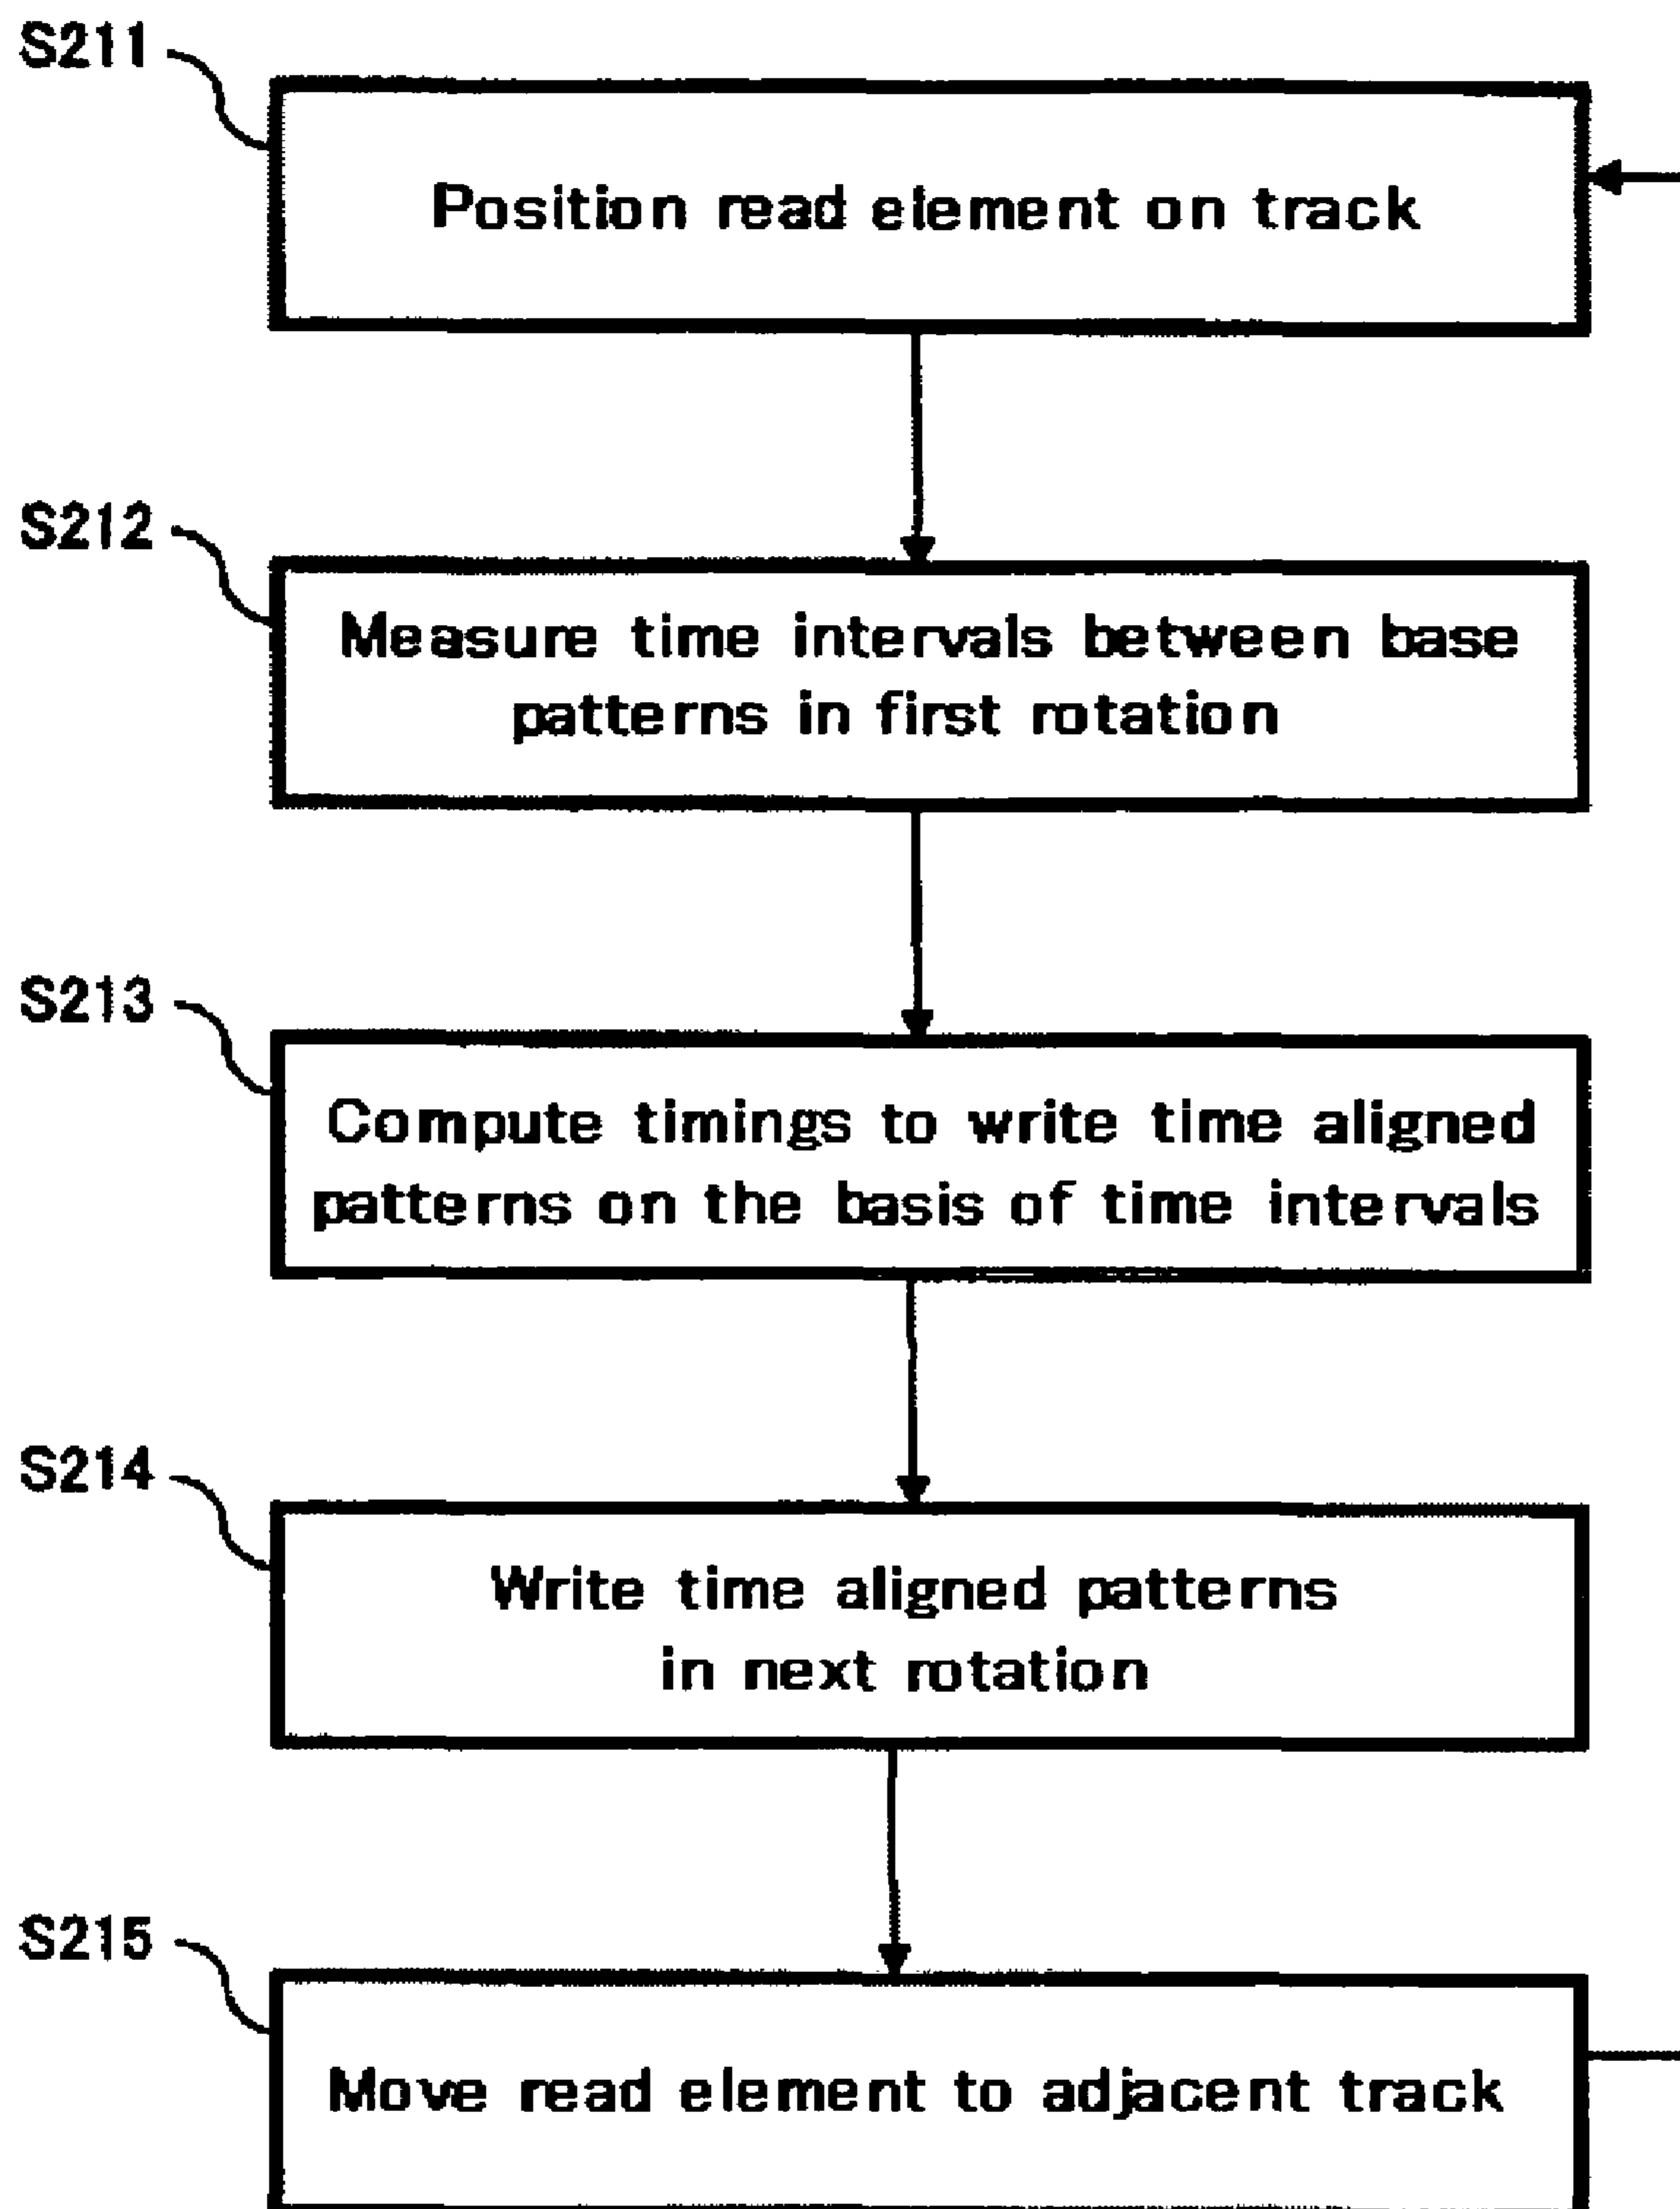 S211
Position read element on track
S212
Measure time intervals between base
patterns in first rotation
S213
Compute timings to write time aligned
patterns on the basis of time intervals
S214
Write time aligned patterns
in next rotation
S215
Move read element to adjacent track